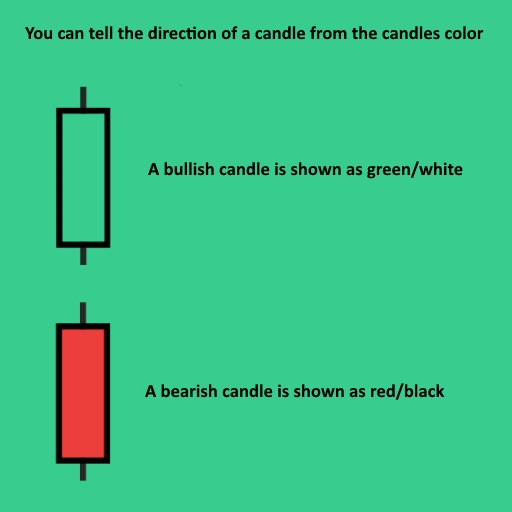 You can tell the direction of a candle from the candles color
A bullish candle is shown as green/white
A bearish candle is shown as red/black